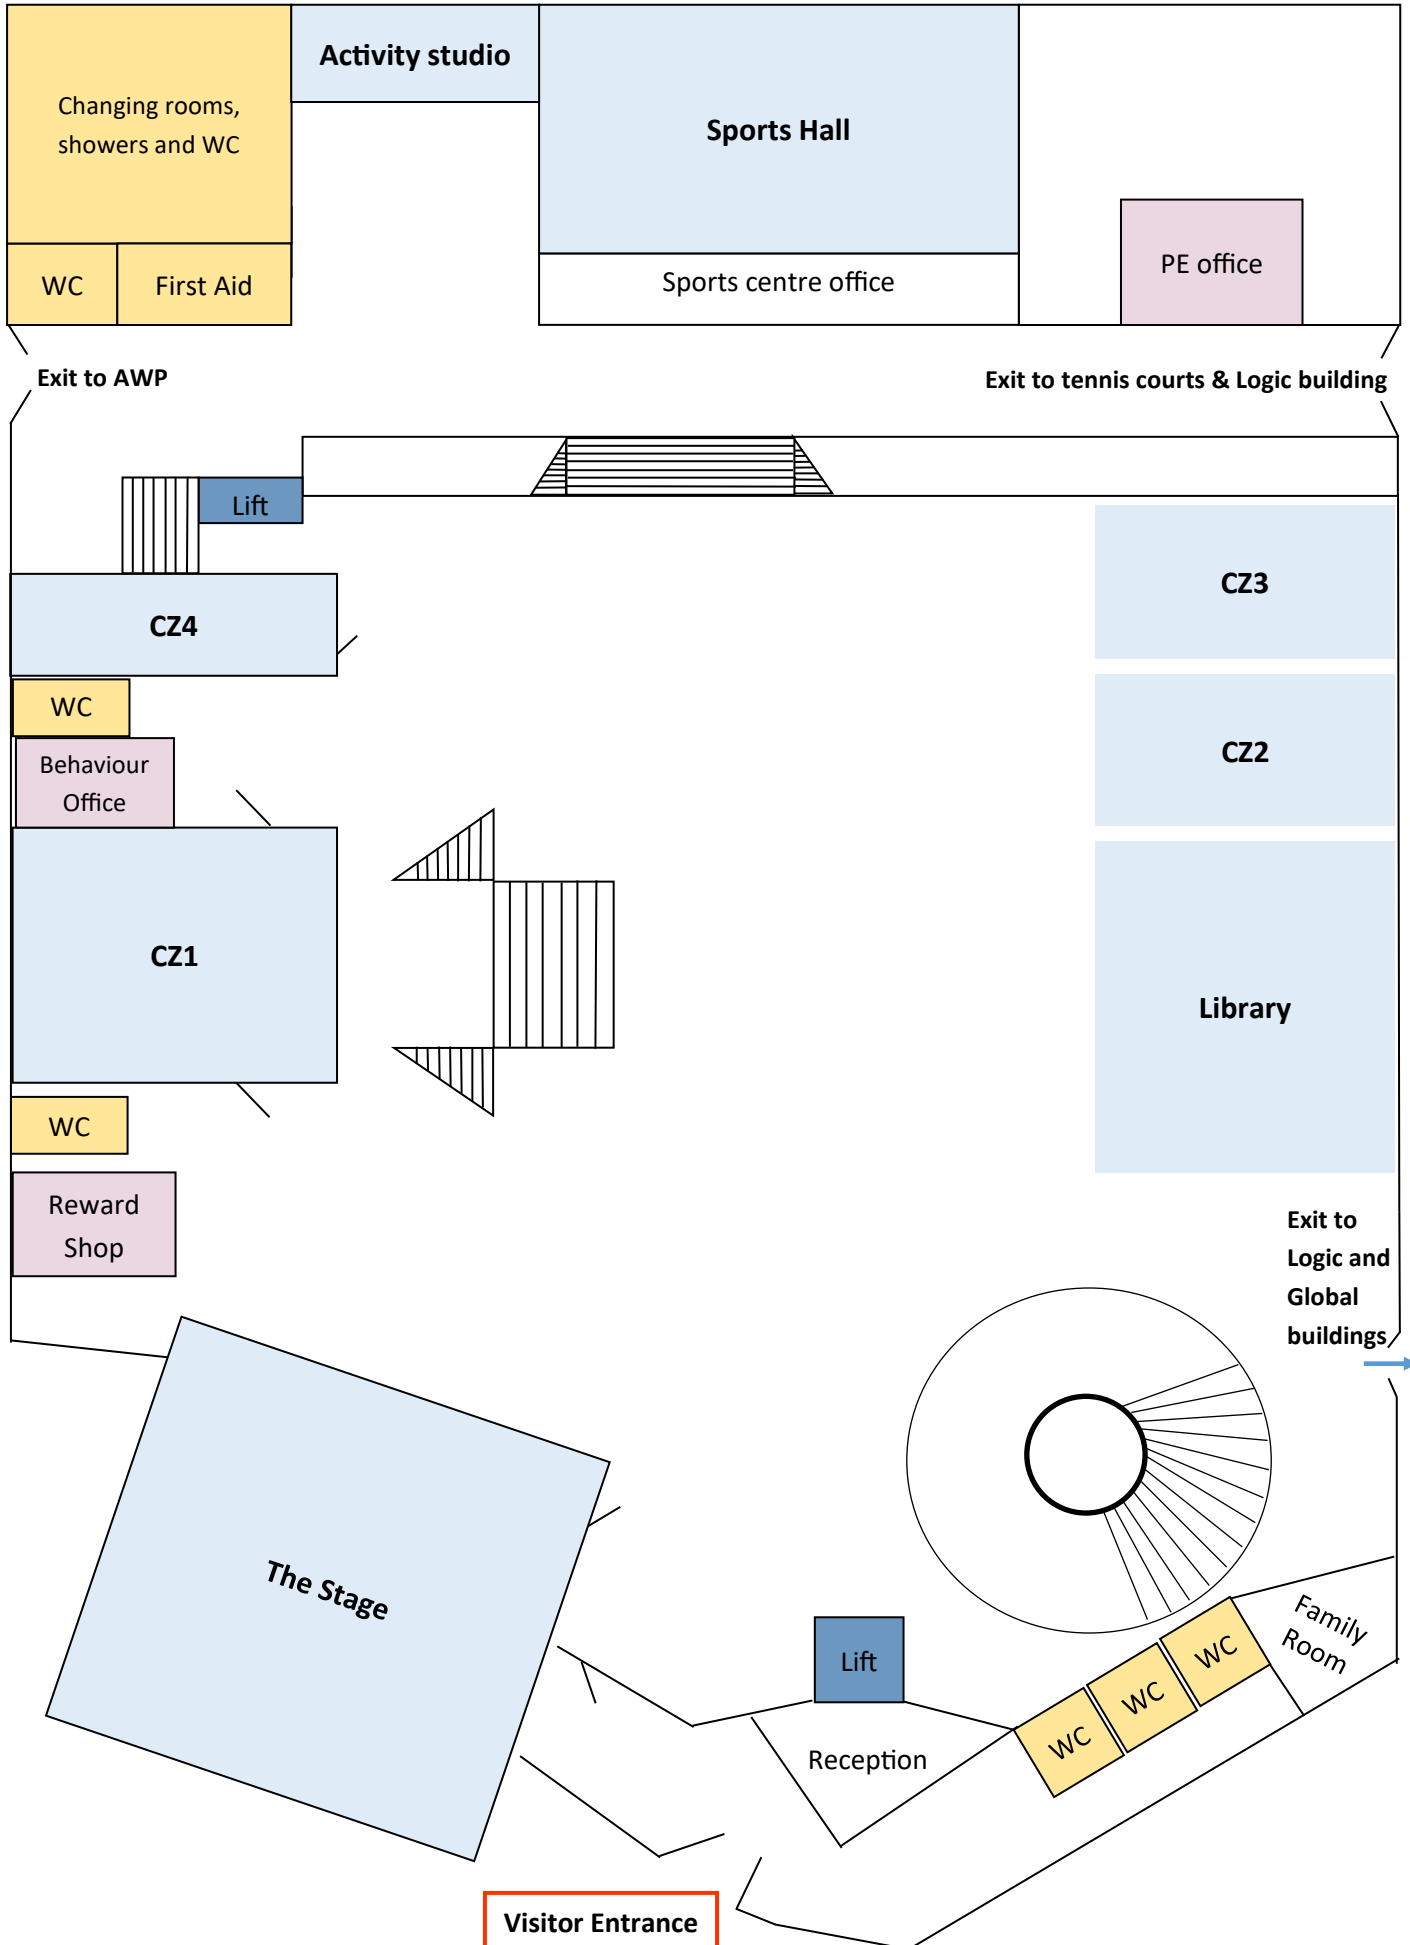 Activity studio
Changing rooms,
showers and WC
Sports Hall
WC
First Aid
Sports centre office
PE office
Exit to AWP
Exit to tennis courts & Logic building
Lift
CZ3
CZ4
WC
CZ2
Behaviour
Office
CZ1
Library
WC
Reward
Shop
Exit to
Logic and
Global
buildings
The Stage
Family
Room
Lift
WC
WC
WC
Reception
Visitor Entrance